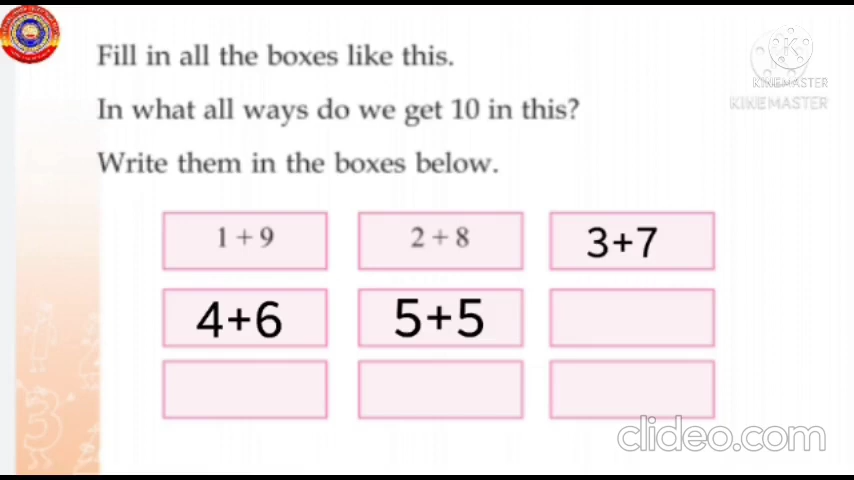 Fill in all the boxes like this.
KINEMASTER
In what all ways do we get 10 in this?
KINEMASTER
Write them in the boxes below.
1 + 9 2 + 8 3+7
4+6 5+5
clideo.com